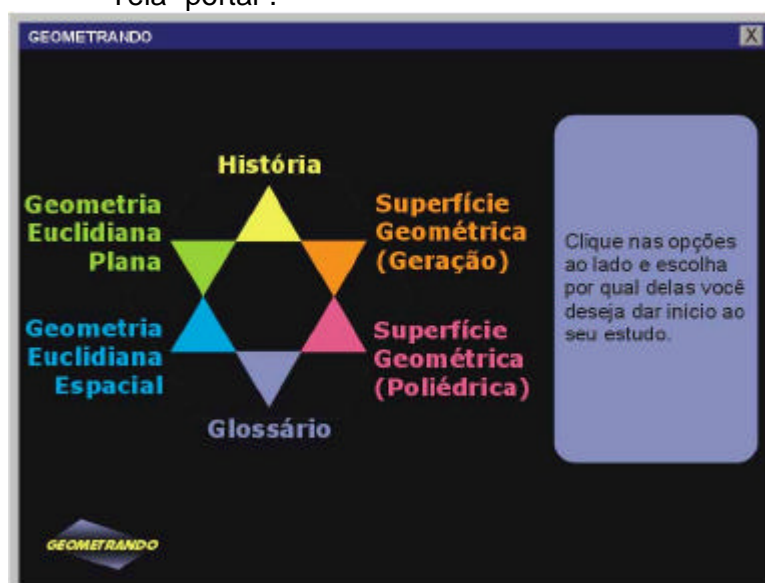 Tela "portal".
GEOMETRANDO
X
História
Geometria
Euclidiana
Plana
Superfície
Geométrica
(Geração)
Geometria
Euclidiana
Espacial
Superfície
Geométrica
(Poliédrica)
Glossário
Clique nas opções
ao lado e escolha
por qual delas você
deseja dar início ao
seu estudo.
GEOMETRANDO